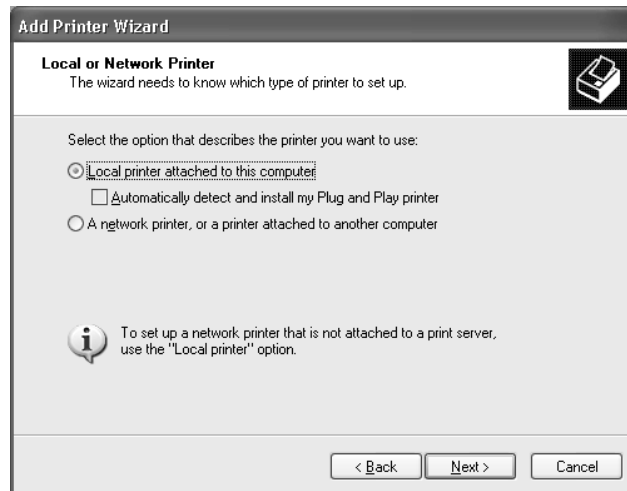 Add Printer Wizard
Local or Network Printer
The wizard needs to know which type of printer to set up.
Select the option that describes the printer you want to use:
Local printer attached to this computer
Automatically detect and install my Plug and Play printer
A network printer, or a printer attached to another computer
To set up a network printer that is not attached to a print server,
use the "Local printer" option.
< Back Next > Cancel